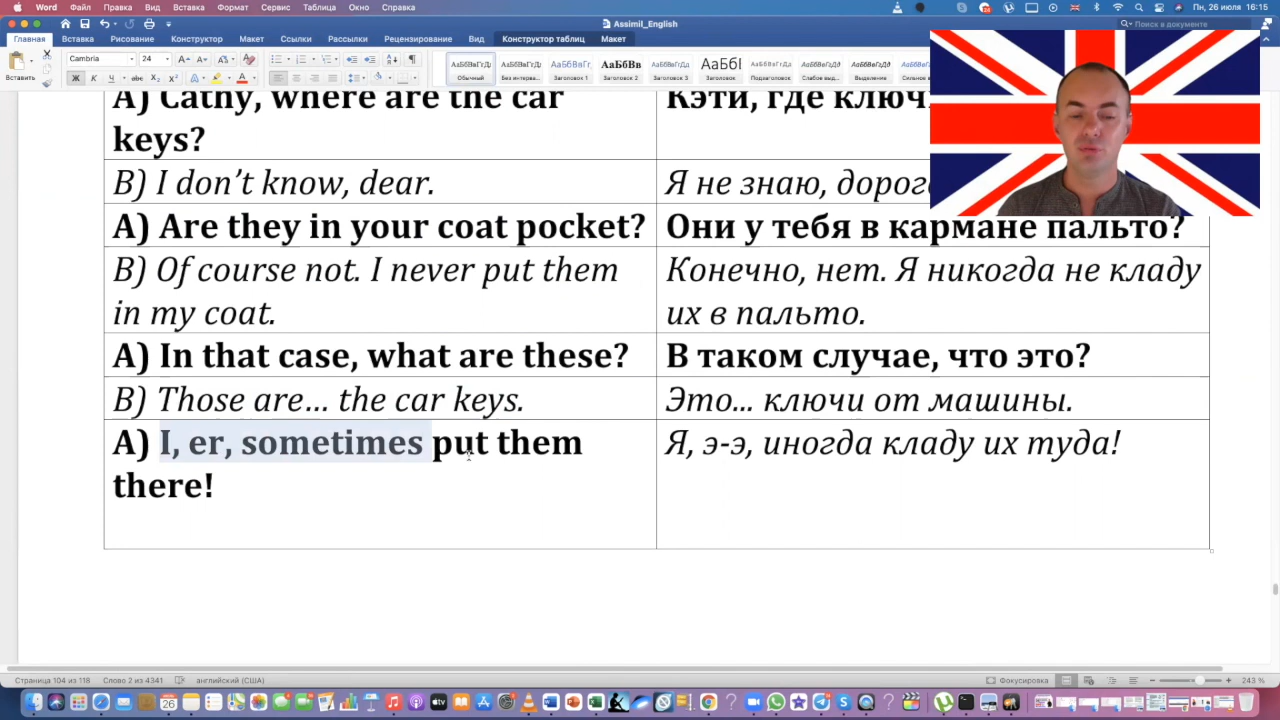 Word Файл Правка Вид Вставка Формат Сервис Таблица Окно Справка
Пн, 26 июля 16:15
Assimil_English
Поиск в документе
Главная Вставка Рисование Конструктор Макет Ссылки Рассылки Рецензирование Вид Конструктор таблиц Макет
Вставить
Cambria 24
Обычный Без интерва... Заголовок 1 Заголовок 2 Заголовок 3 Заголовок Подзаголовок Слабое выд... Выделение
A) Cathy, where are the car
keys?
Кэти, где
B) I don’t know, dear.
Я не знаю,
A) Are they in your coat pocket?
Они у тебя в кармане пальто?
B) Of course not. I never put them
in my coat.
Конечно, нет. Я никогда не кладу
их в пальто.
A) In that case, what are these?
В таком случае, что это?
B) Those are… the car keys.
Это... ключи от машины.
A) I, er, sometimes put them
there!
Я, э-э, иногда кладу их туда!
Страница 104 из 118 Слово 2 из 4341 английский (США)
Фокусировка
243 %